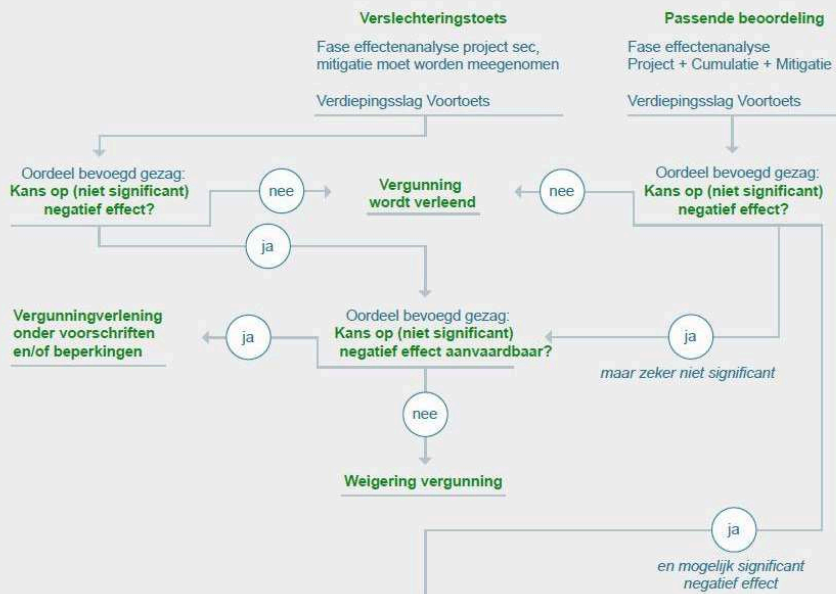 Verslechteringstoets
Fase effectenanalyse project sec,
mitigatie moet worden meegenomen
Verdiepingsslag Voortoets
Passende beoordeling
Fase effectenanalyse
Project + Cumulatie + Mitigatie
Verdiepingsslag Voortoets
Oordeel bevoegd gezag:
Kans op (niet significant)
negatief effect?
nee
Vergunning
wordt verleend
nee
Oordeel bevoegd gezag:
Kans op (niet significant)
negatief effect?
ja
Vergunningverlening
onder voorschriften
en/of beperkingen
ja
Oordeel bevoegd gezag:
Kans op (niet significant)
negatief effect aanvaardbaar?
ja
maar zeker niet significant
nee
Weigering vergunning
ja
en mogelijk significant
negatief effect